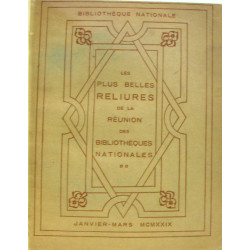 BIBLIOTHÈQUE NATIONALE
LES
PLUS BELLES
RELIURES
DE LA
RÉUNION
DES
BIBLIOTHÈQUES
NATIONALES
JANVIER-MARS MCMXXIX